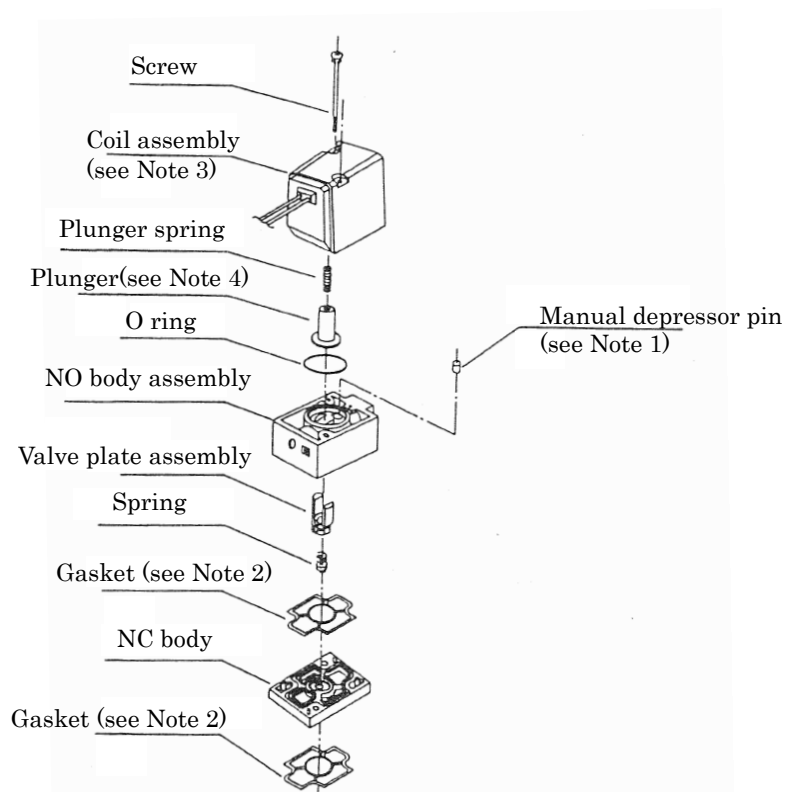 Screw
Coil assembly
(see Note 3)
Plunger spring
Plunger(see Note 4)
O ring
Manual depressor pin
(see Note 1)
NO body assembly
Valve plate assembly
Spring
Gasket (see Note 2)
NC body
Gasket (see Note 2)